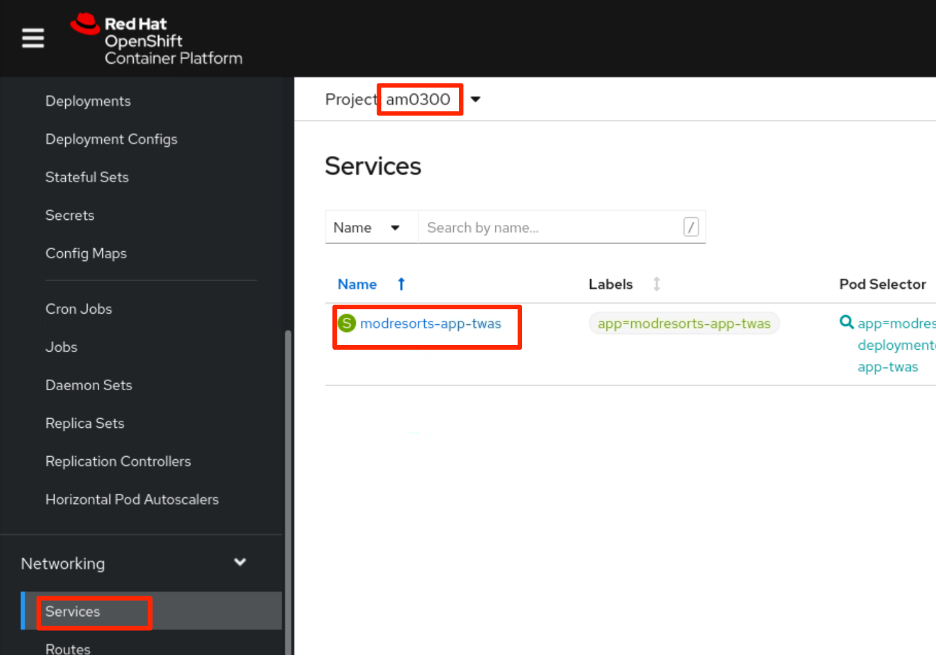 Red Hat
OpenShift
Container Platform
Deployments
Deployment Configs
Stateful Sets
Secrets
Config Maps
Cron Jobs
Jobs
Daemon Sets
Replica Sets
Replication Controllers
Horizontal Pod Autoscalers
Networking
Services
Routes
Project am0300
Services
Name Search by name... /
Name Labels Pod Selector
S modresorts-app-twas app=modresorts-app-twas app=modres
deployment
app-twas